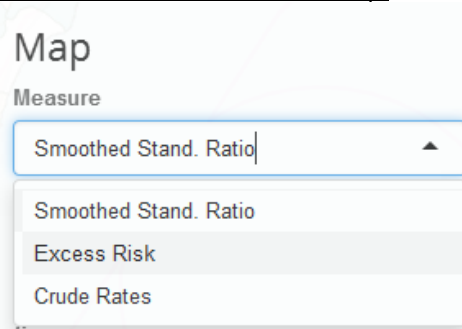 Map
Measure
Smoothed Stand. Ratio
Smoothed Stand. Ratio
Excess Risk
Crude Rates